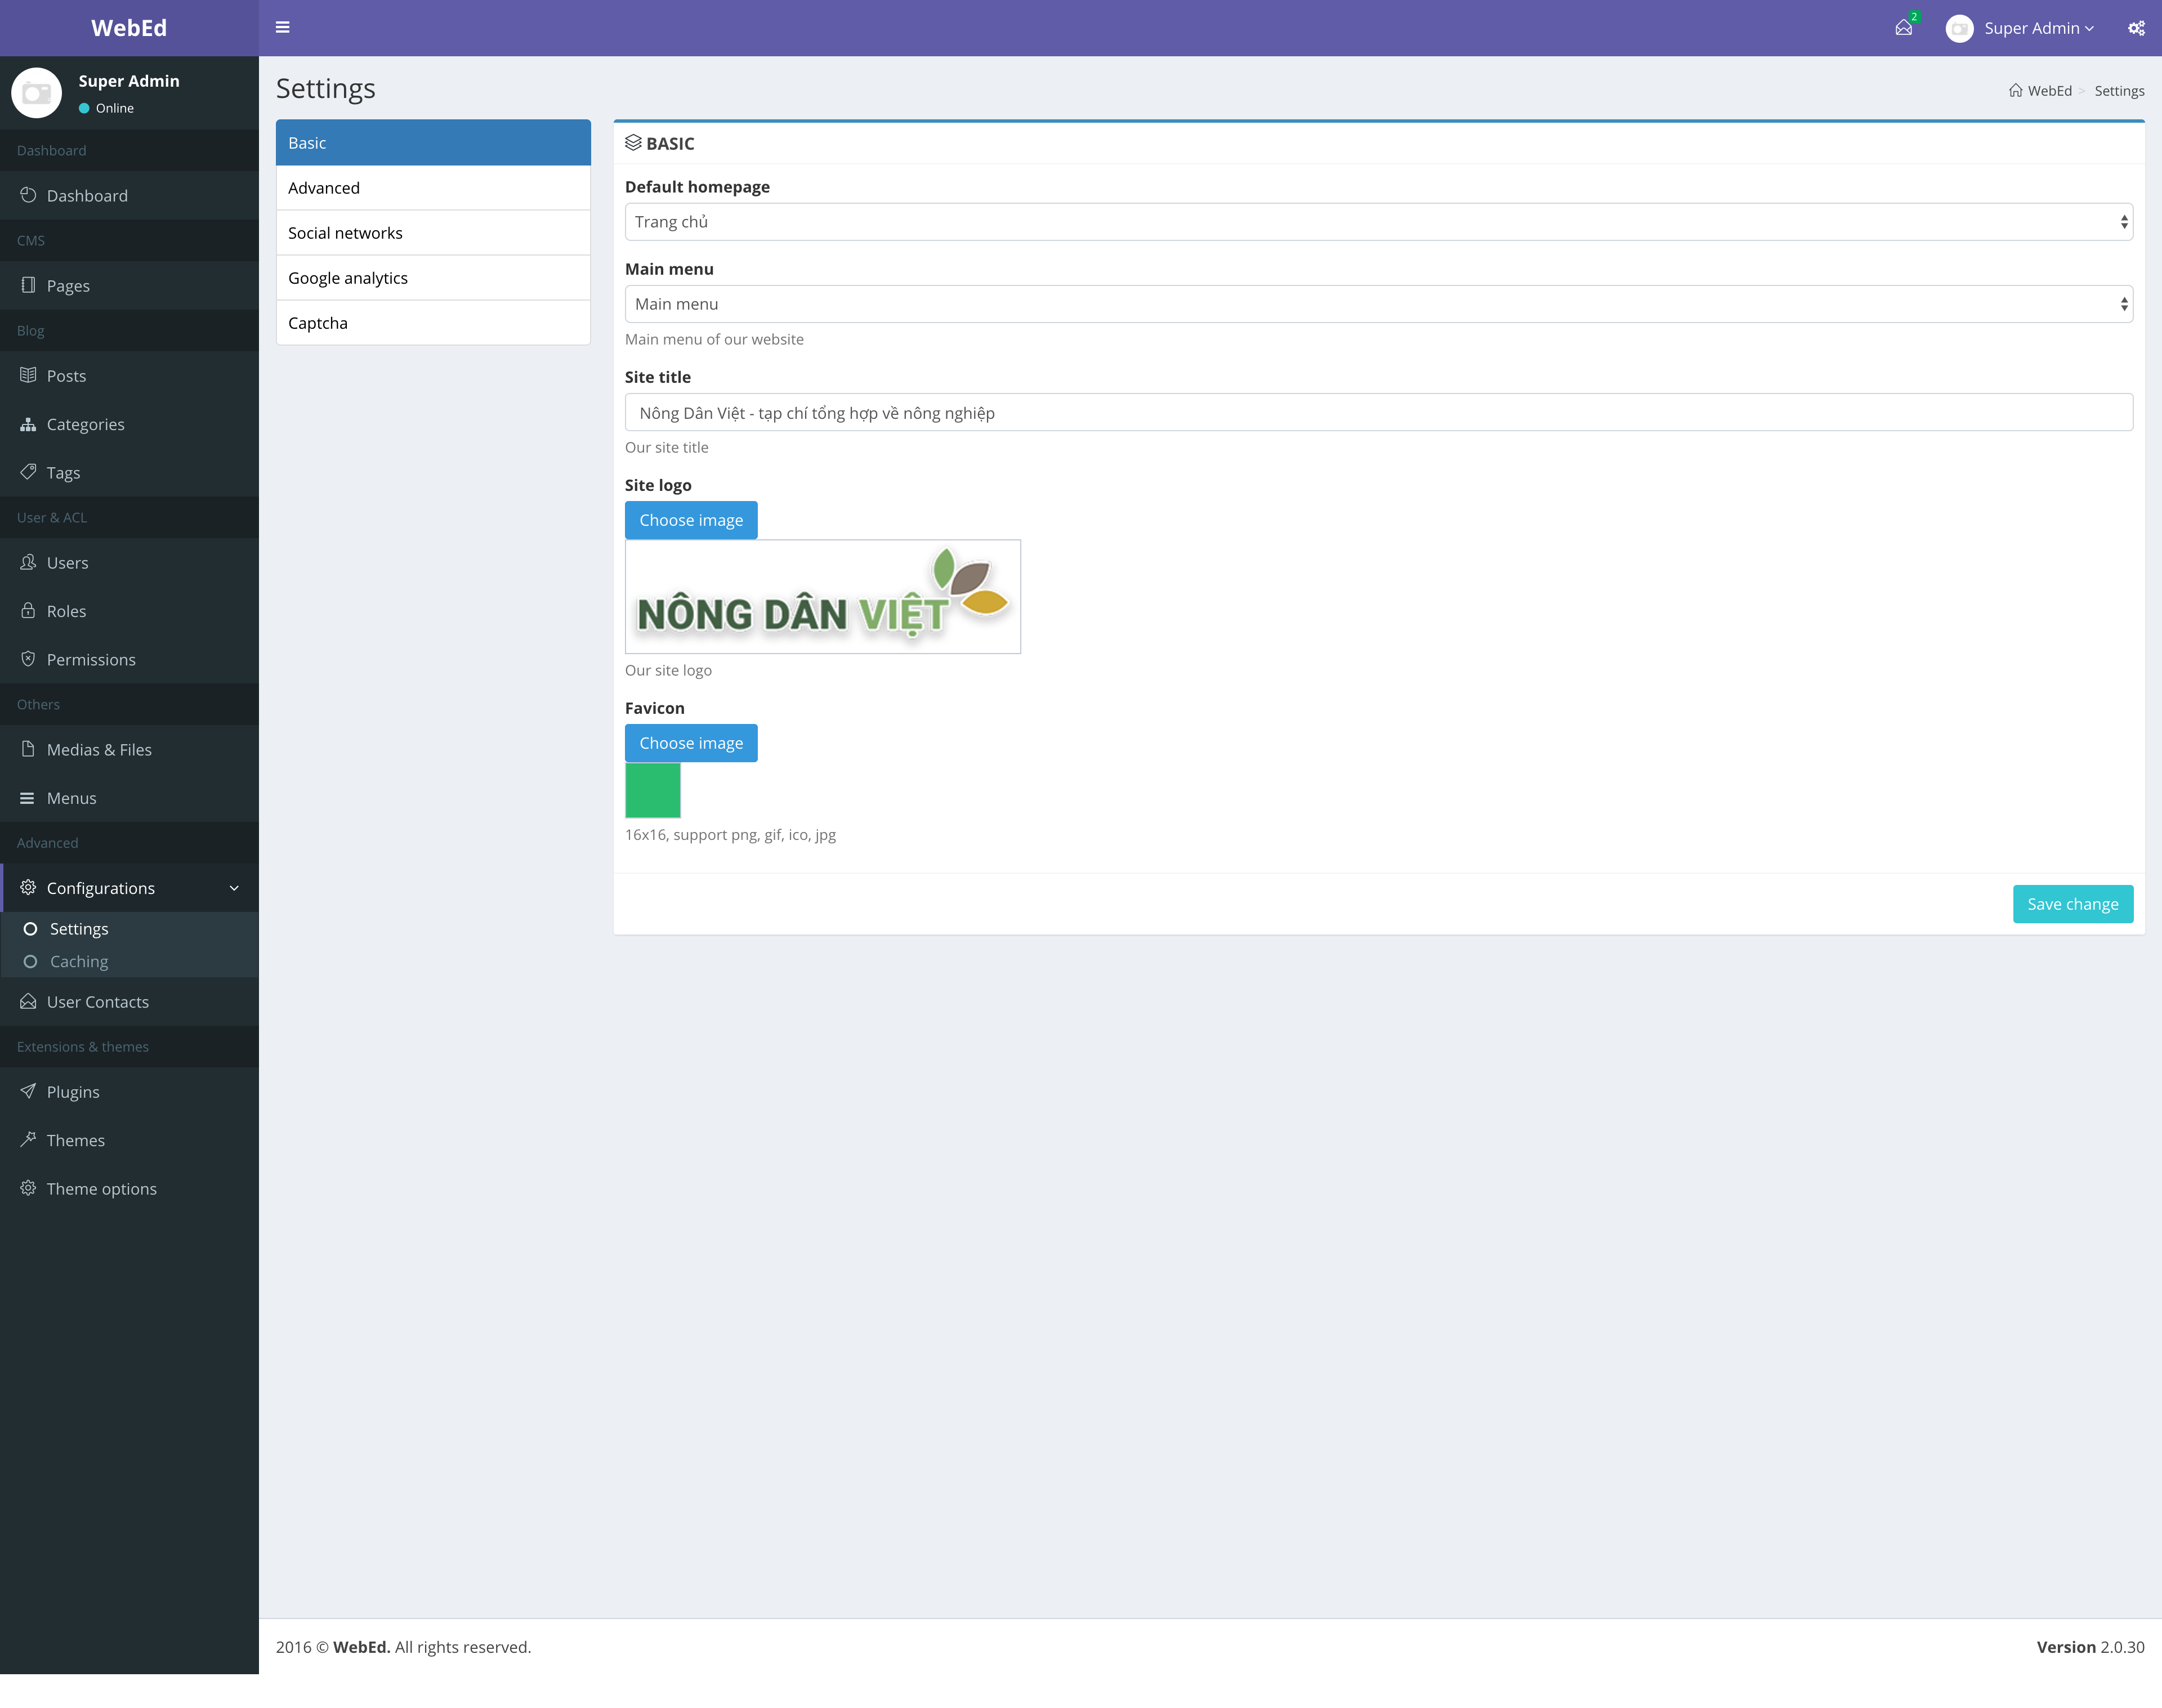 WebEd
2
Super Admin
Super Admin
Online
Dashboard
Dashboard
CMS
Pages
Blog
Posts
Categories
Tags
User & ACL
Users
Roles
Permissions
Others
Medias & Files
Menus
Advanced
Configurations
Settings
Caching
User Contacts
Extensions & themes
Plugins
Themes
Theme options
Settings
WebEd > Settings
Basic
Advanced
Social networks
Google analytics
Captcha
BASIC
Default homepage
Trang chủ
Main menu
Main menu
Main menu of our website
Site title
Nông Dân Việt - tạp chí tổng hợp về nông nghiệp
Our site title
Site logo
Choose image
NÔNG DÂN VIỆT
Our site logo
Favicon
Choose image
16x16, support png, gif, ico, jpg
Save change
2016 © WebEd. All rights reserved.
Version 2.0.30